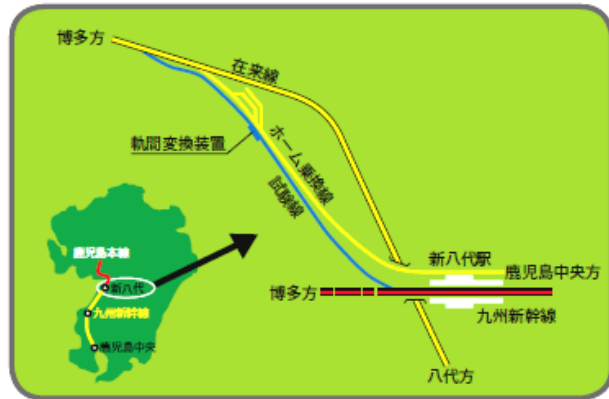 博多方
在来線
軌間変換装置
ホーム乗換線
試験線
新八代駅
鹿児島中央方
博多方
九州新幹線
八代方
鹿児島本線
新八代
九州新幹線
鹿児島中央